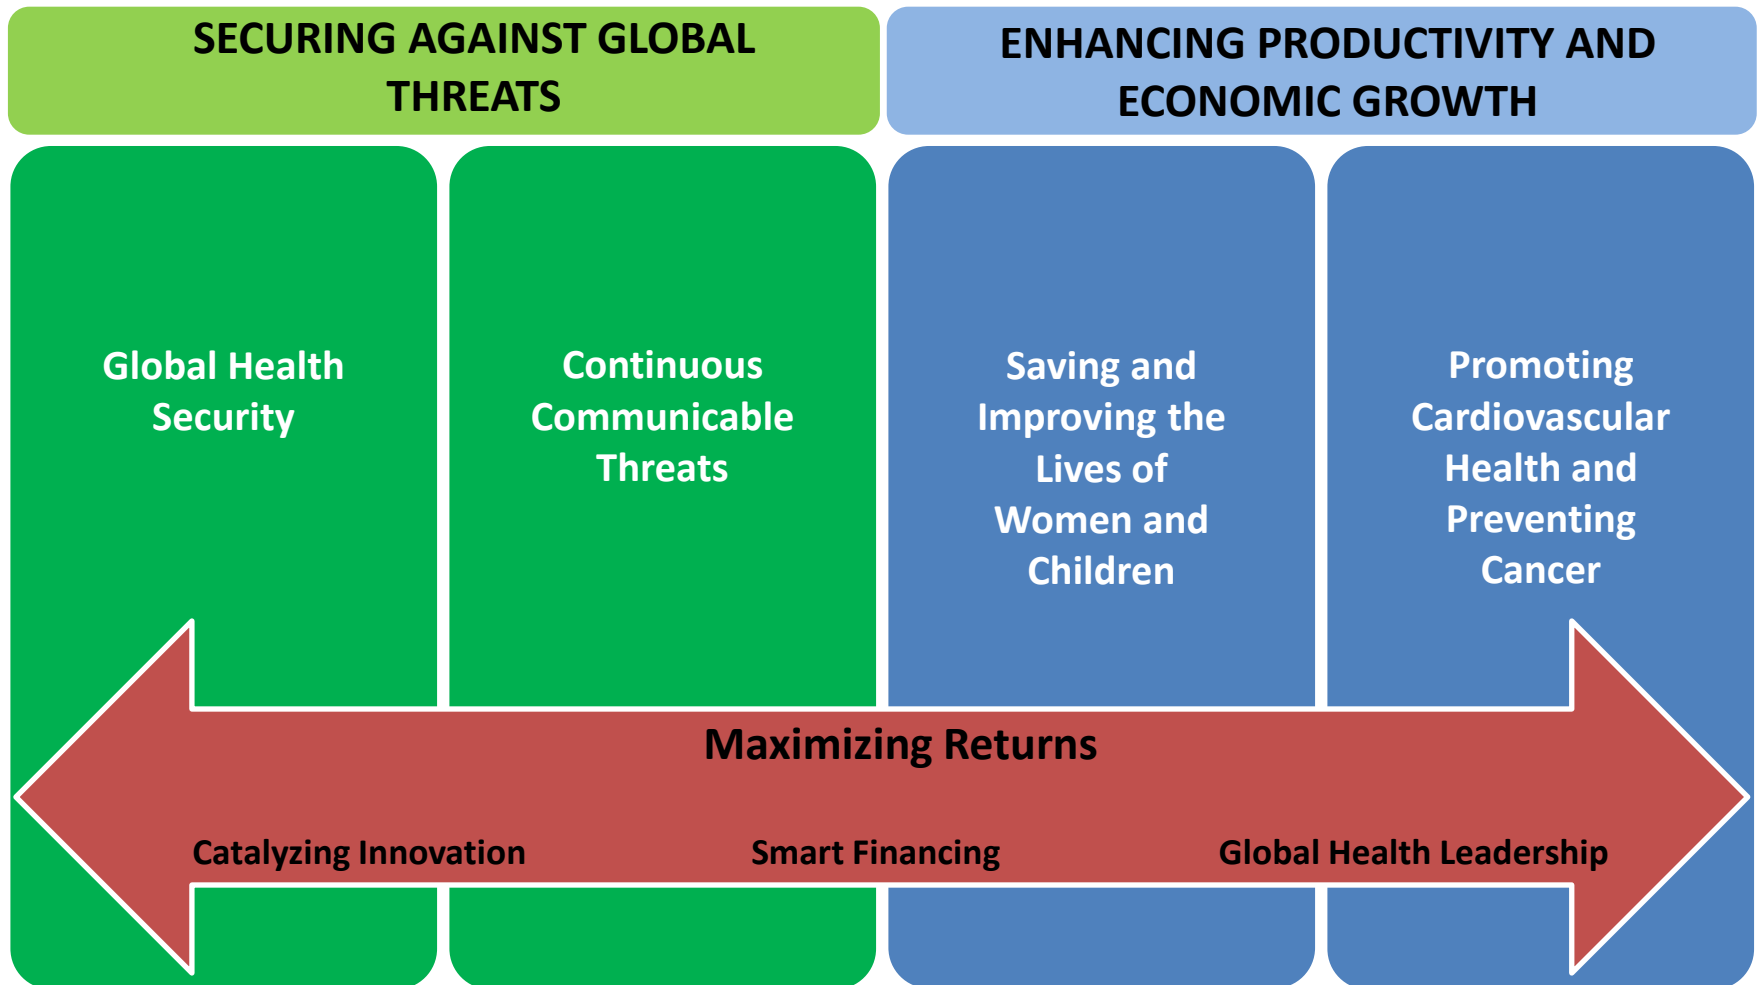 SECURING AGAINST GLOBAL
THREATS
ENHANCING PRODUCTIVITY AND
ECONOMIC GROWTH
Global Health
Security
Continuous
Communicable
Threats
Saving and
Improving the
Lives of
Women and
Children
Promoting
Cardiovascular
Health and
Preventing
Cancer
Maximizing Returns
Catalyzing Innovation
Smart Financing
Global Health Leadership